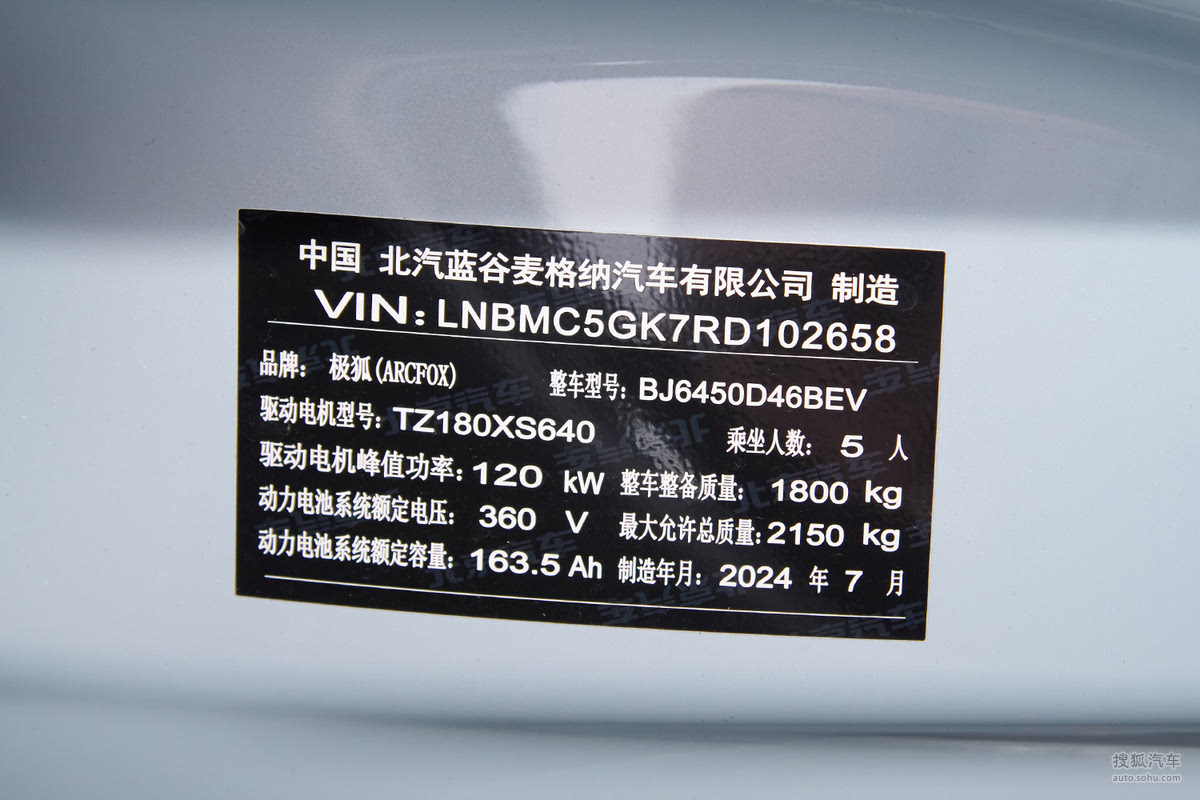 中国 北汽蓝谷麦格纳汽车有限公司 制造
VIN: LNBMC5GK7RD102658
品牌: 极狐(ARCFOX) 整车型号: BJ6450D46BEV
驱动电机型号: TZ180XS640 乘坐人数: 5 人
驱动电机峰值功率: 120 kW 整车整备质量: 1800 kg
动力电池系统额定电压: 360 V 最大允许总质量: 2150 kg
动力电池系统额定容量: 163.5 Ah 制造年月: 2024 年 7 月
搜狐汽车
auto.sohu.com